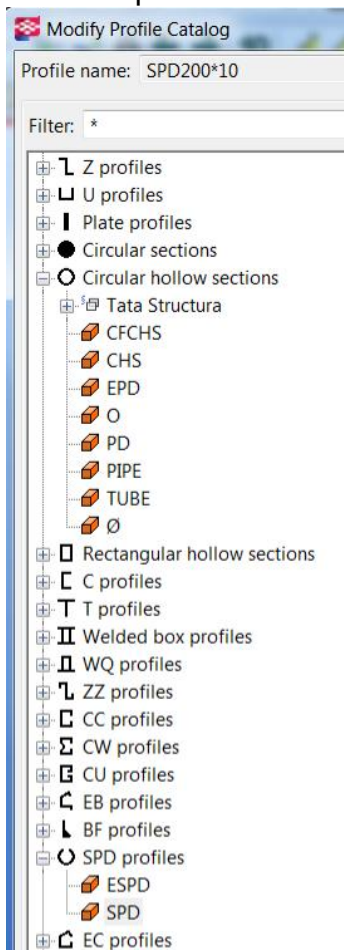 Modify Profile Catalog
Profile name: SPD200*10
Filter: *
Z profiles
U profiles
Plate profiles
Circular sections
Circular hollow sections
Tata Structura
CFCHS
CHS
EPD
O
PD
PIPE
TUBE
Ø
Rectangular hollow sections
C profiles
T profiles
Welded box profiles
WQ profiles
ZZ profiles
CC profiles
CW profiles
CU profiles
EB profiles
BF profiles
SPD profiles
ESPD
SPD
EC profiles